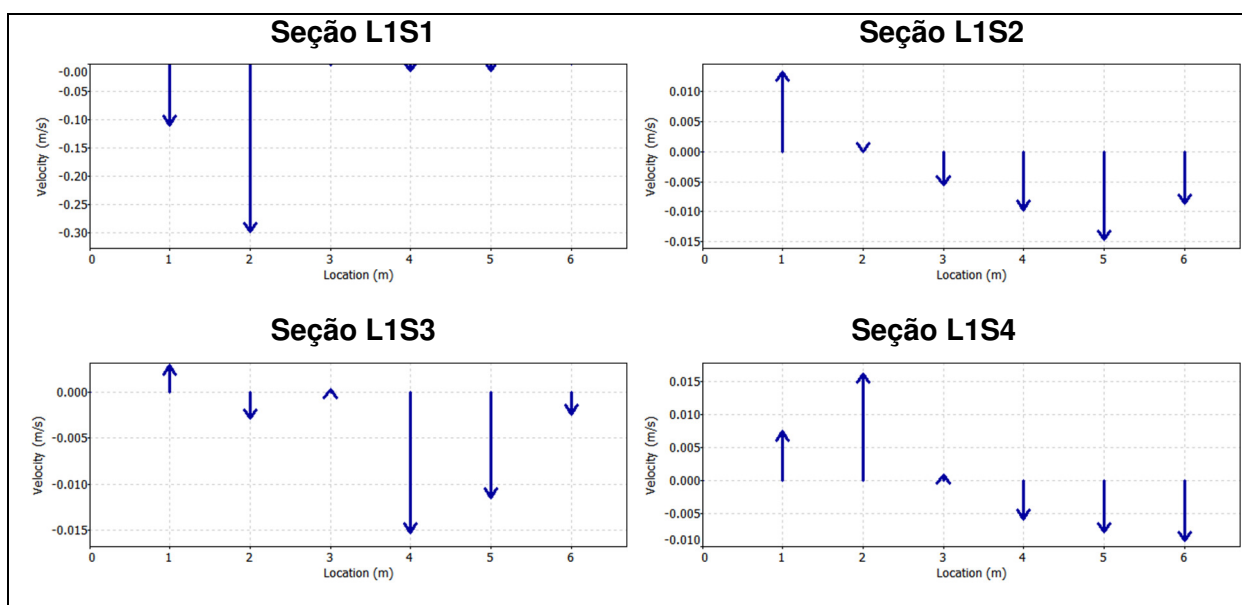 Seção L1S1
-0.00
-0.05
-0.10
-0.15
-0.20
-0.25
-0.30
Velocity (m/s)
0 1 2 3 4 5 6
Location (m)
Seção L1S2
0.010
0.005
0.000
-0.005
-0.010
-0.015
Velocity (m/s)
0 1 2 3 4 5 6
Location (m)
Seção L1S3
0.000
-0.005
-0.010
-0.015
Velocity (m/s)
0 1 2 3 4 5 6
Location (m)
Seção L1S4
0.015
0.010
0.005
0.000
-0.005
-0.010
Velocity (m/s)
0 1 2 3 4 5 6
Location (m)